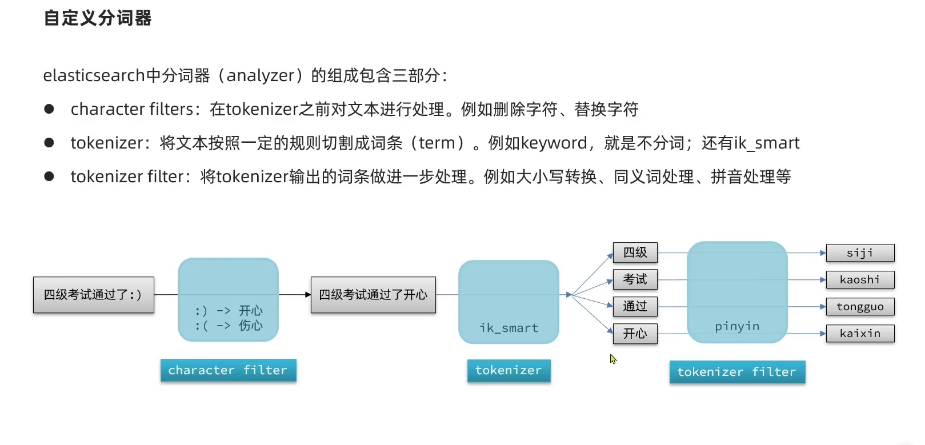 自定义分词器
elasticsearch中分词器（analyzer）的组成包含三部分：
● character filters：在tokenizer之前对文本进行处理。例如删除字符、替换字符
● tokenizer：将文本按照一定的规则切割成词条（term）。例如keyword，就是不分词；还有ik_smart
● tokenizer filter：将tokenizer输出的词条做进一步处理。例如大小写转换、同义词处理、拼音处理等
四级考试通过了:)
:) -> 开心
:( -> 伤心
character filter
四级考试通过了开心
ik_smart
tokenizer
四级
考试
通过
开心
pinyin
tokenizer filter
siji
kaoshi
tongguo
kaixin